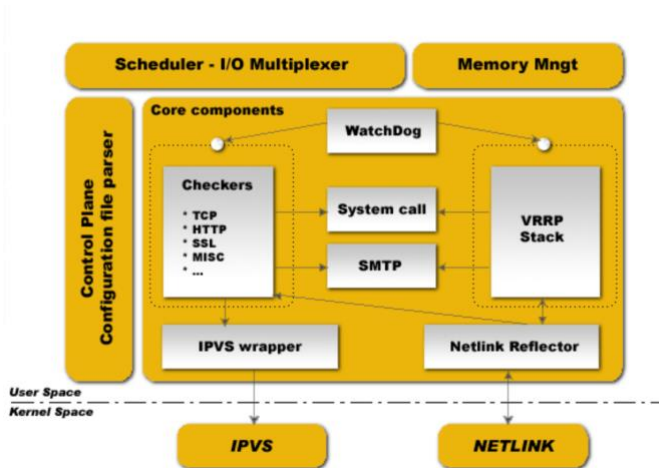 Scheduler - I/O Multiplexer
Memory Mngt
Control Plane
Configuration file parser
Core components
WatchDog
Checkers
* TCP
* HTTP
* SSL
* MISC
* ...
System call
SMTP
VRRP
Stack
IPVS wrapper
Netlink Reflector
User Space
Kernel Space
IPVS
NETLINK